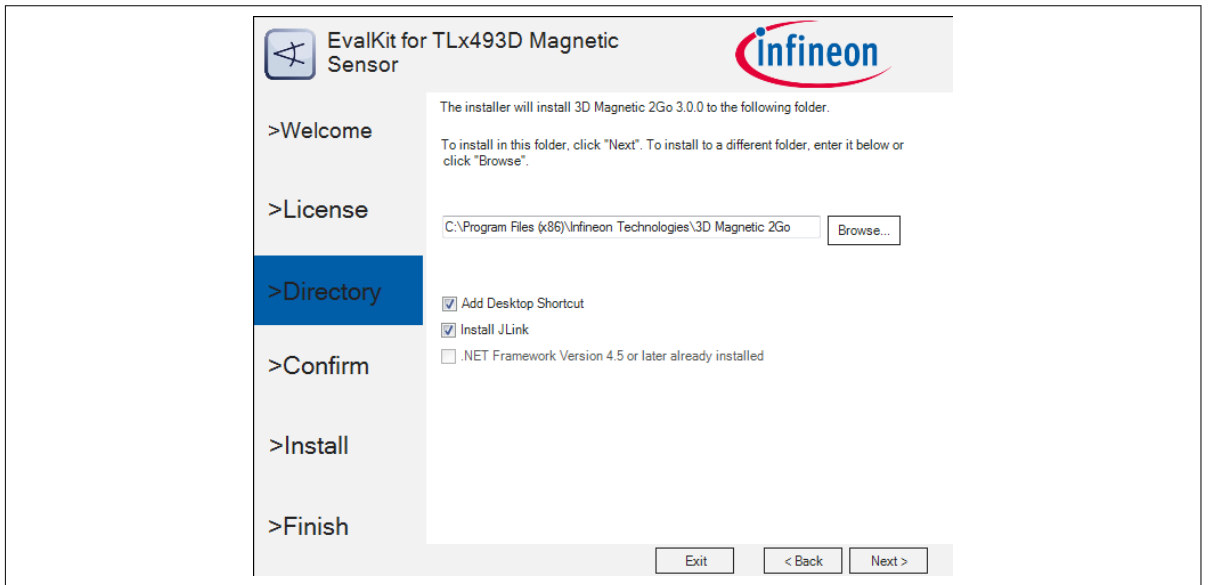 EvalKit for TLx493D Magnetic
Sensor
infineon
>Welcome
>License
>Directory
>Confirm
>Install
>Finish
The installer will install 3D Magnetic 2Go 3.0.0 to the following folder.
To install in this folder, click "Next". To install to a different folder, enter it below or
click "Browse".
C:\Program Files (x86)\Infineon Technologies\3D Magnetic 2Go
Browse...
Add Desktop Shortcut
Install JLink
.NET Framework Version 4.5 or later already installed
Exit
< Back
Next >